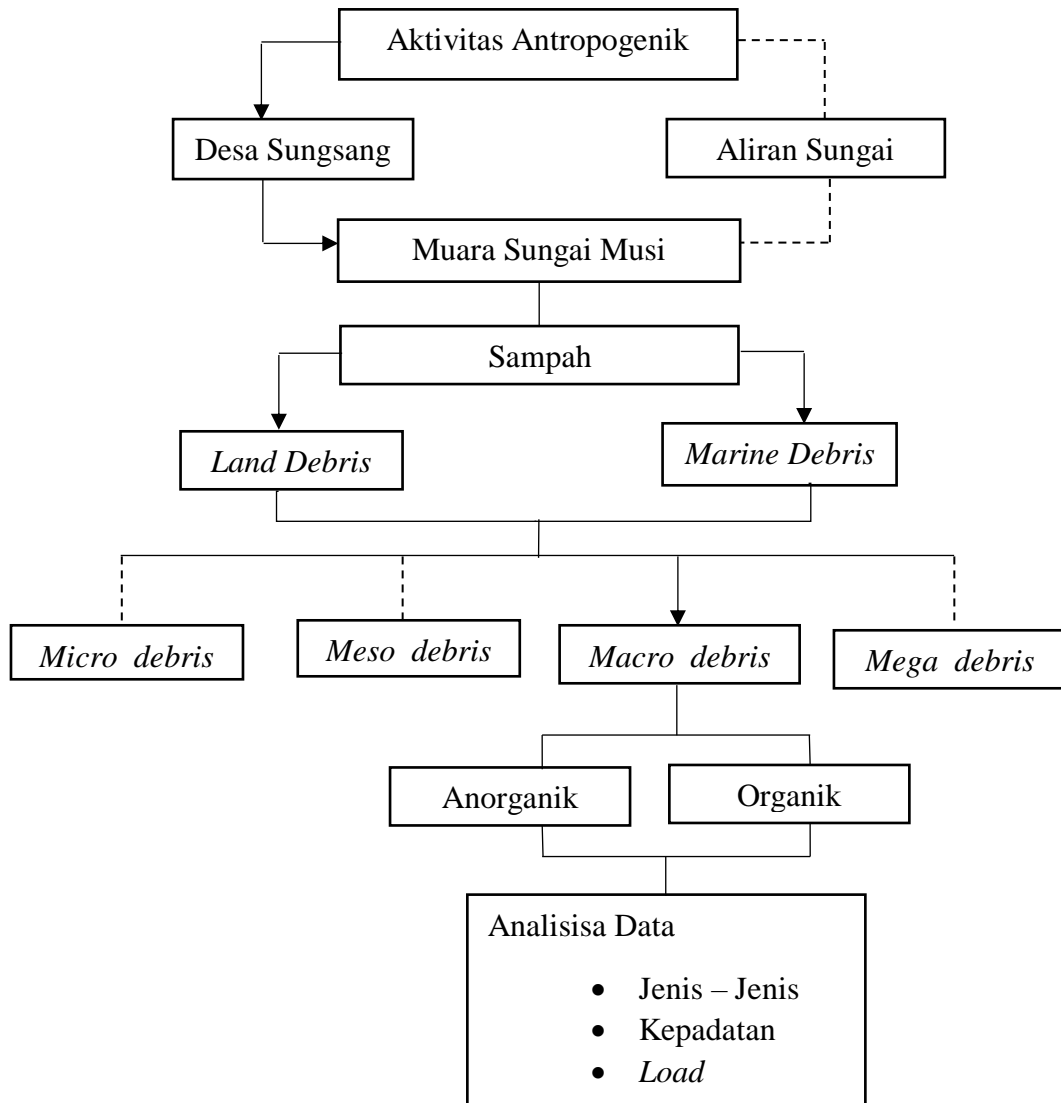 Aktivitas Antropogenik
Desa Sungsang
Aliran Sungai
Muara Sungai Musi
Sampah
Land Debris
Marine Debris
Micro debris
Meso debris
Macro debris
Mega debris
Anorganik
Organik
Analisisa Data
• Jenis – Jenis
• Kepadatan
• Load